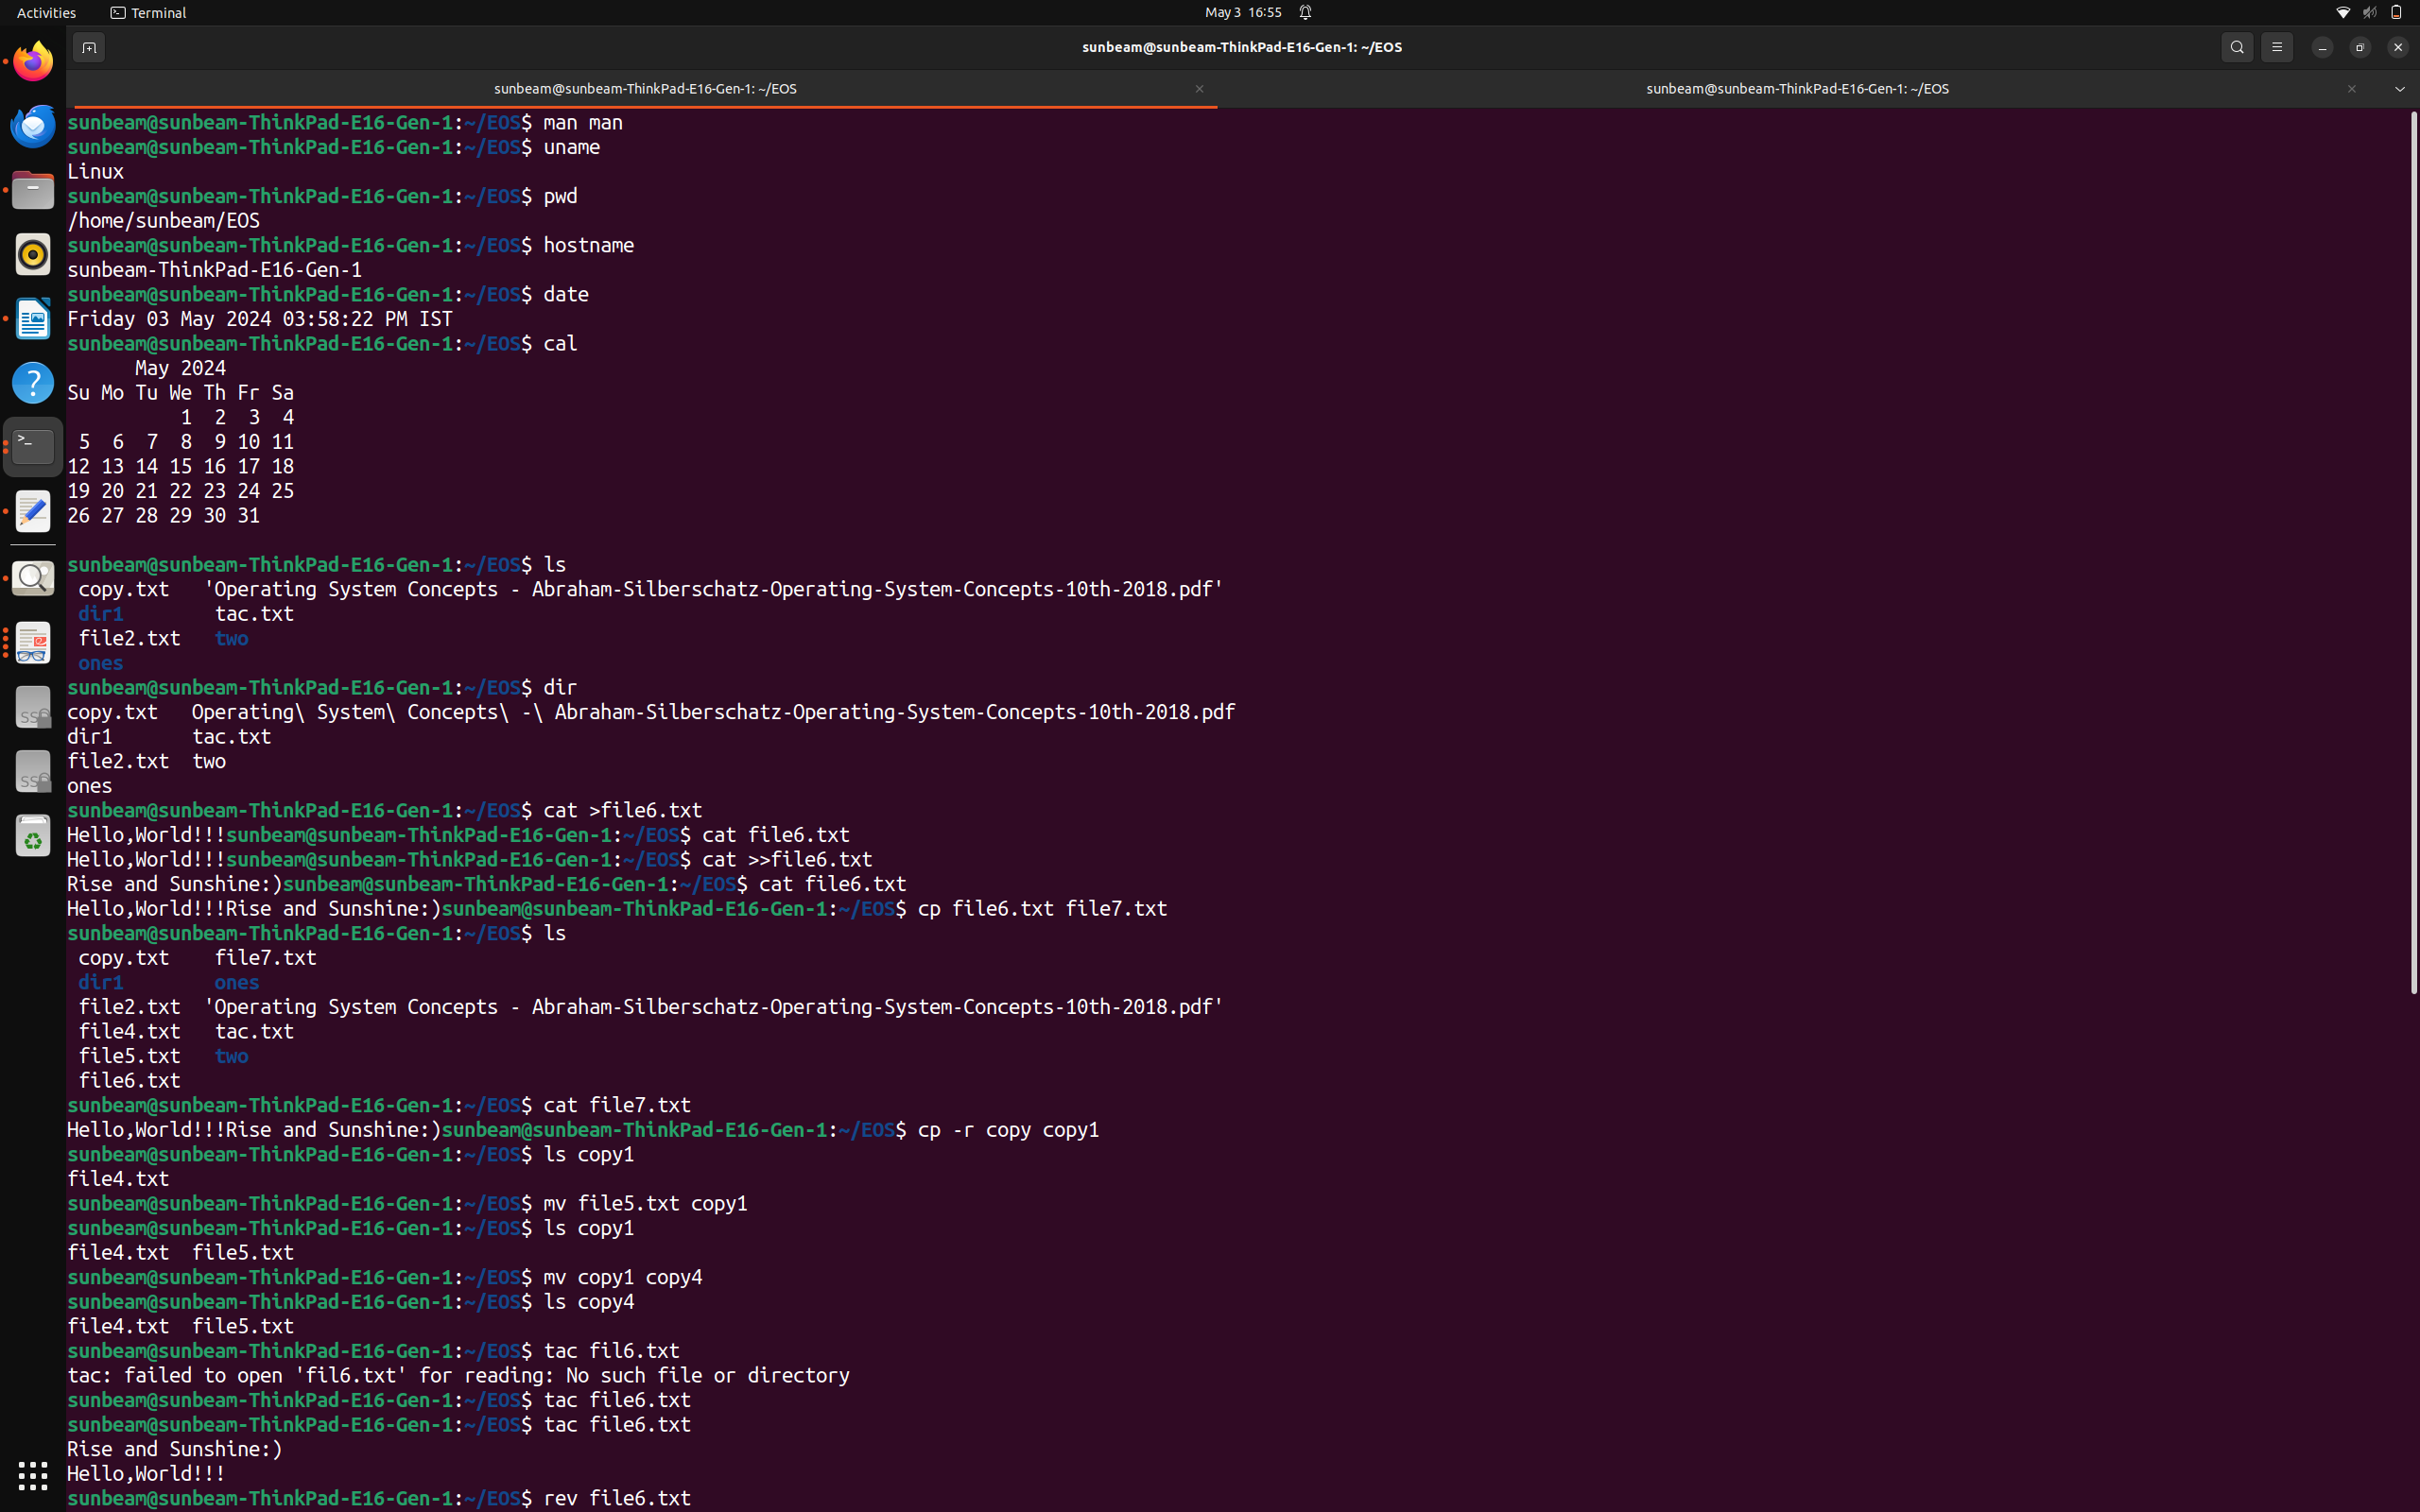 Activities Terminal May 3 16:55
sunbeam@sunbeam-ThinkPad-E16-Gen-1: ~/EOS
sunbeam@sunbeam-ThinkPad-E16-Gen-1: ~/EOS sunbeam@sunbeam-ThinkPad-E16-Gen-1: ~/EOS
sunbeam@sunbeam-ThinkPad-E16-Gen-1:~/EOS$ man man
sunbeam@sunbeam-ThinkPad-E16-Gen-1:~/EOS$ uname
Linux
sunbeam@sunbeam-ThinkPad-E16-Gen-1:~/EOS$ pwd
/home/sunbeam/EOS
sunbeam@sunbeam-ThinkPad-E16-Gen-1:~/EOS$ hostname
sunbeam-ThinkPad-E16-Gen-1
sunbeam@sunbeam-ThinkPad-E16-Gen-1:~/EOS$ date
Friday 03 May 2024 03:58:22 PM IST
sunbeam@sunbeam-ThinkPad-E16-Gen-1:~/EOS$ cal
      May 2024
Su Mo Tu We Th Fr Sa
          1  2  3  4
 5  6  7  8  9 10 11
12 13 14 15 16 17 18
19 20 21 22 23 24 25
26 27 28 29 30 31
sunbeam@sunbeam-ThinkPad-E16-Gen-1:~/EOS$ ls
 copy.txt   'Operating System Concepts - Abraham-Silberschatz-Operating-System-Concepts-10th-2018.pdf'
 dir1        tac.txt
 file2.txt   two
 ones
sunbeam@sunbeam-ThinkPad-E16-Gen-1:~/EOS$ dir
copy.txt   Operating\ System\ Concepts\ -\ Abraham-Silberschatz-Operating-System-Concepts-10th-2018.pdf
dir1       tac.txt
file2.txt  two
ones
sunbeam@sunbeam-ThinkPad-E16-Gen-1:~/EOS$ cat >file6.txt
Hello,World!!!sunbeam@sunbeam-ThinkPad-E16-Gen-1:~/EOS$ cat file6.txt
Hello,World!!!sunbeam@sunbeam-ThinkPad-E16-Gen-1:~/EOS$ cat >>file6.txt
Rise and Sunshine:)sunbeam@sunbeam-ThinkPad-E16-Gen-1:~/EOS$ cat file6.txt
Hello,World!!!Rise and Sunshine:)sunbeam@sunbeam-ThinkPad-E16-Gen-1:~/EOS$ cp file6.txt file7.txt
sunbeam@sunbeam-ThinkPad-E16-Gen-1:~/EOS$ ls
 copy.txt    file7.txt
 dir1        ones
 file2.txt  'Operating System Concepts - Abraham-Silberschatz-Operating-System-Concepts-10th-2018.pdf'
 file4.txt   tac.txt
 file5.txt   two
 file6.txt
sunbeam@sunbeam-ThinkPad-E16-Gen-1:~/EOS$ cat file7.txt
Hello,World!!!Rise and Sunshine:)sunbeam@sunbeam-ThinkPad-E16-Gen-1:~/EOS$ cp -r copy copy1
sunbeam@sunbeam-ThinkPad-E16-Gen-1:~/EOS$ ls copy1
file4.txt
sunbeam@sunbeam-ThinkPad-E16-Gen-1:~/EOS$ mv file5.txt copy1
sunbeam@sunbeam-ThinkPad-E16-Gen-1:~/EOS$ ls copy1
file4.txt  file5.txt
sunbeam@sunbeam-ThinkPad-E16-Gen-1:~/EOS$ mv copy1 copy4
sunbeam@sunbeam-ThinkPad-E16-Gen-1:~/EOS$ ls copy4
file4.txt  file5.txt
sunbeam@sunbeam-ThinkPad-E16-Gen-1:~/EOS$ tac fil6.txt
tac: failed to open 'fil6.txt' for reading: No such file or directory
sunbeam@sunbeam-ThinkPad-E16-Gen-1:~/EOS$ tac file6.txt
sunbeam@sunbeam-ThinkPad-E16-Gen-1:~/EOS$ tac file6.txt
Rise and Sunshine:)
Hello,World!!!
sunbeam@sunbeam-ThinkPad-E16-Gen-1:~/EOS$ rev file6.txt